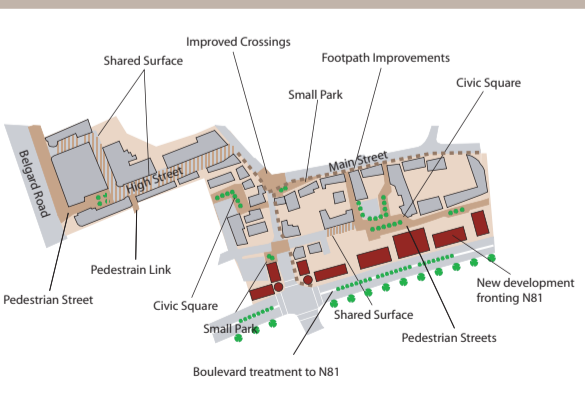 Improved Crossings
Shared Surface
Footpath Improvements
Civic Square
Small Park
Main Street
Belgard Road
High Street
Pedestrain Link
Pedestrian Street
Civic Square
Small Park
New development
fronting N81
Shared Surface
Pedestrian Streets
Boulevard treatment to N81